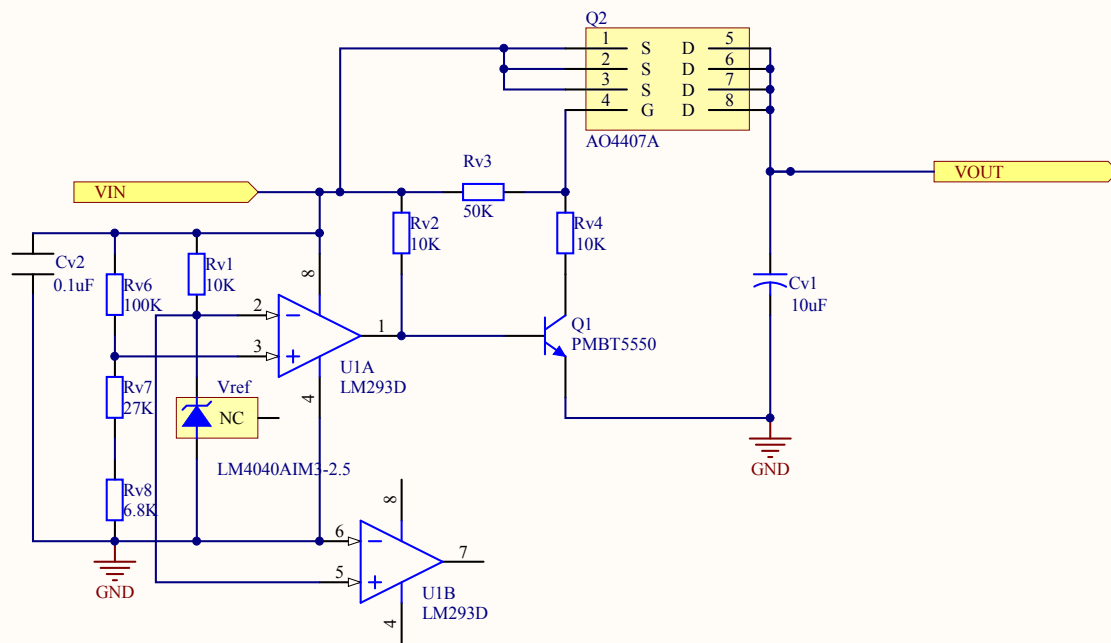 Q2
1 S D 5
2 S D 6
3 S D 7
4 G D 8
AO4407A
Rv3
50K
VIN
VOUT
Rv2
10K
Rv4
10K
Cv2
0.1uF
Rv6
100K
Rv1
10K
8
2
3
1
4
U1A
LM293D
Q1
PMBT5550
Cv1
10uF
Rv7
27K
Vref
NC
LM4040AIM3-2.5
GND
Rv8
6.8K
8
6
5
7
4
U1B
LM293D
GND